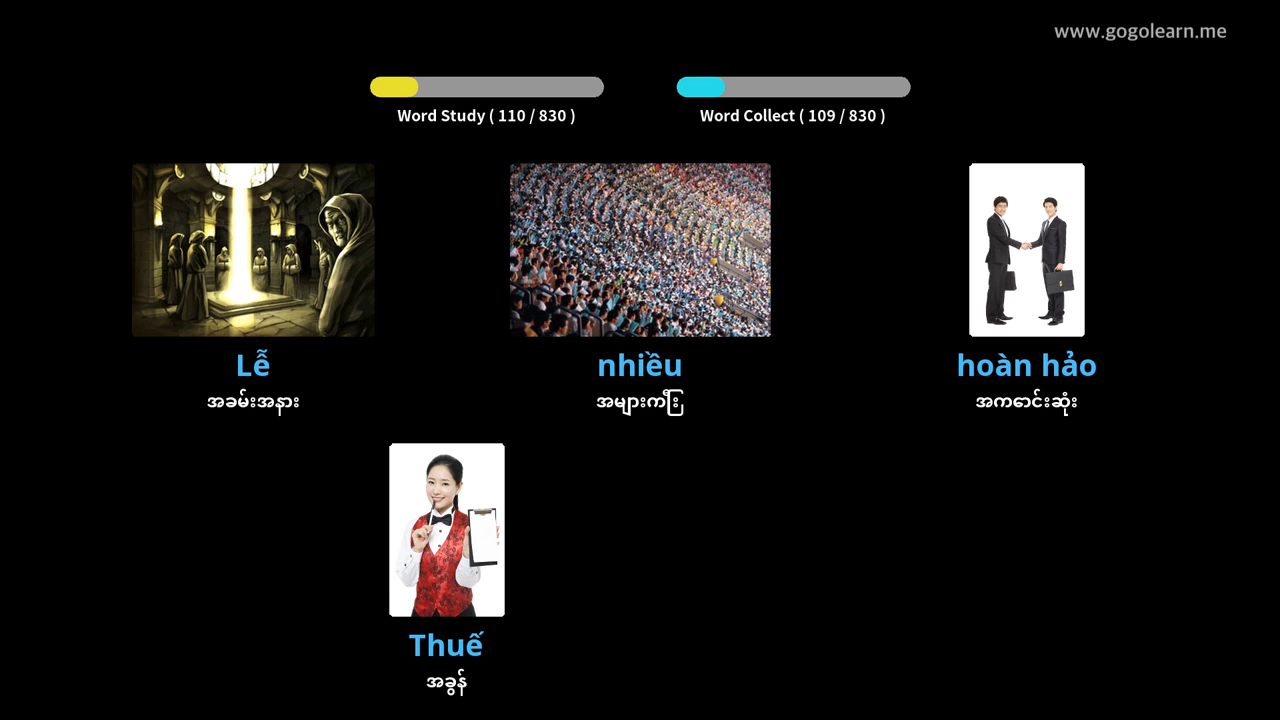 www.gogolearn.me
Word Study ( 110 / 830 )
Word Collect ( 109 / 830 )
Lễ
အခမ်းအနား
nhiều
အများကြီး
hoàn hảo
အကောင်းဆုံး
Thuế
အခွန်